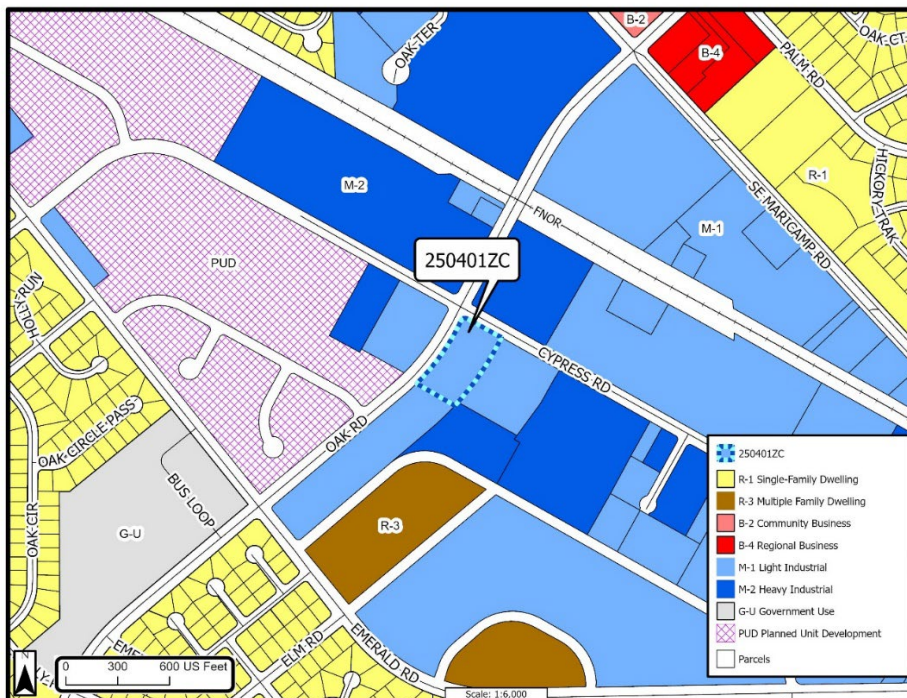 OAK TER
B-2
B-4
PALM RD
OAK CT
R-1
HICKORY TRAK
SE MARICAMP RD
M-2
FNOR
M-1
250401ZC
PUD
HOLLY RUN
CYPRESS RD
OAK RD
OAK CIRCLE PASS
OAK CIR
BUS LOOP
G-U
R-3
ELM RD
EMERALD RD
250401ZC
R-1 Single-Family Dwelling
R-3 Multiple Family Dwelling
B-2 Community Business
B-4 Regional Business
M-1 Light Industrial
M-2 Heavy Industrial
G-U Government Use
PUD Planned Unit Development
Parcels
0 300 600 US Feet
Scale: 1:6,000